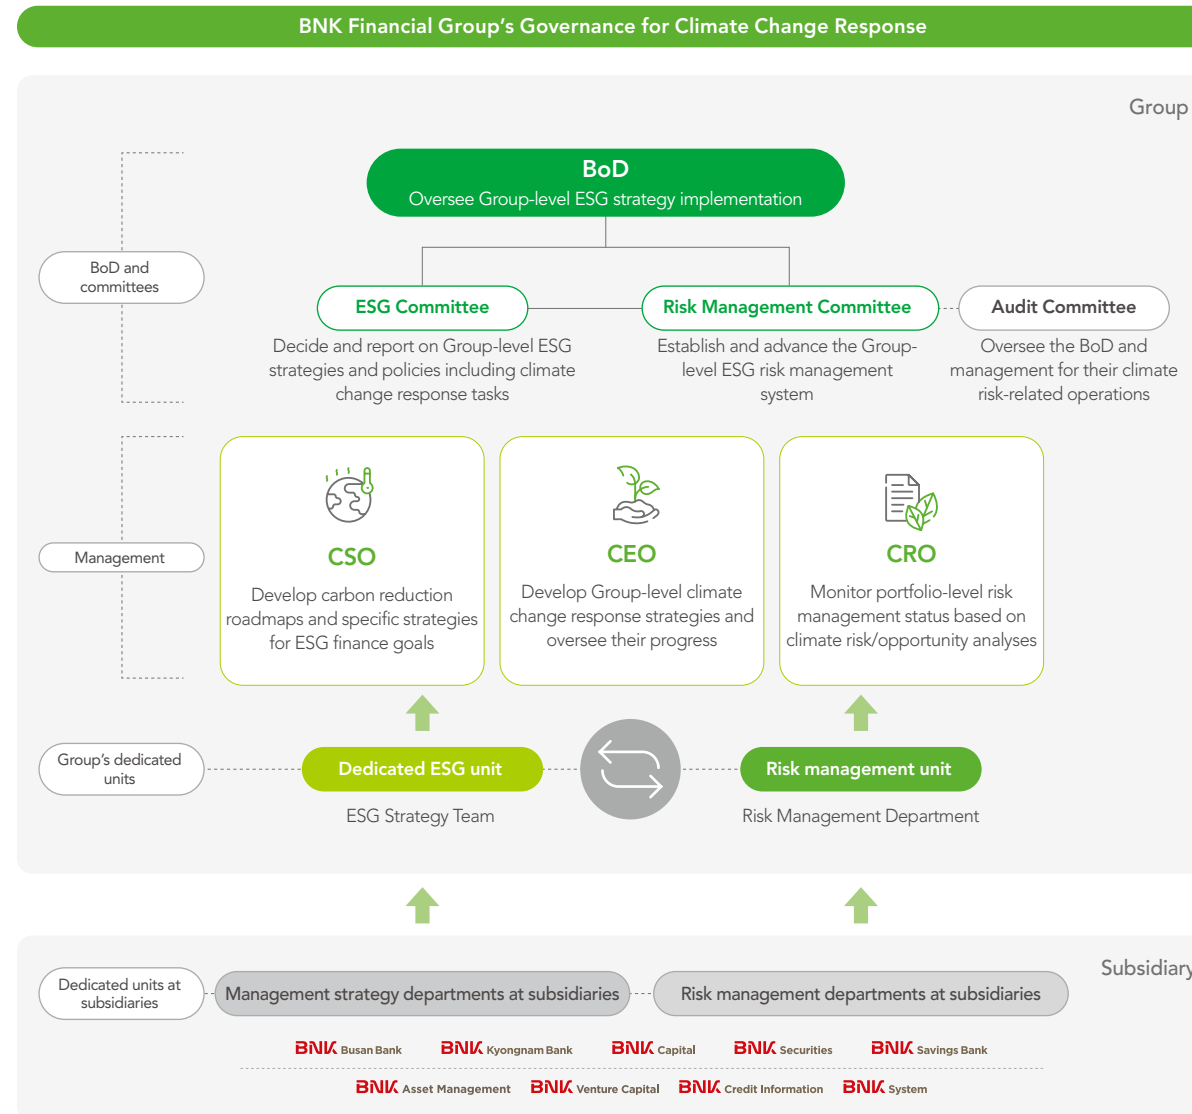 BNK Financial Group's Governance for Climate Change Response
Group
BoD
Oversee Group-level ESG strategy implementation
BoD and
committees
ESG Committee
Risk Management Committee
Audit Committee
Decide and report on Group-level ESG
strategies and policies including climate
change response tasks
Establish and advance the Group-
level ESG risk management
system
Oversee the BoD and
management for their climate
risk-related operations
Management
CSO
Develop carbon reduction
roadmaps and specific strategies
for ESG finance goals
CEO
Develop Group-level climate
change response strategies and
oversee their progress
CRO
Monitor portfolio-level risk
management status based on
climate risk/opportunity analyses
Group's dedicated
units
Dedicated ESG unit
ESG Strategy Team
Risk management unit
Risk Management Department
Subsidiary
Dedicated units at
subsidiaries
Management strategy departments at subsidiaries
Risk management departments at subsidiaries
BNK Busan Bank
BNK Kyongnam Bank
BNK Capital
BNK Securities
BNK Savings Bank
BNK Asset Management
BNK Venture Capital
BNK Credit Information
BNK System